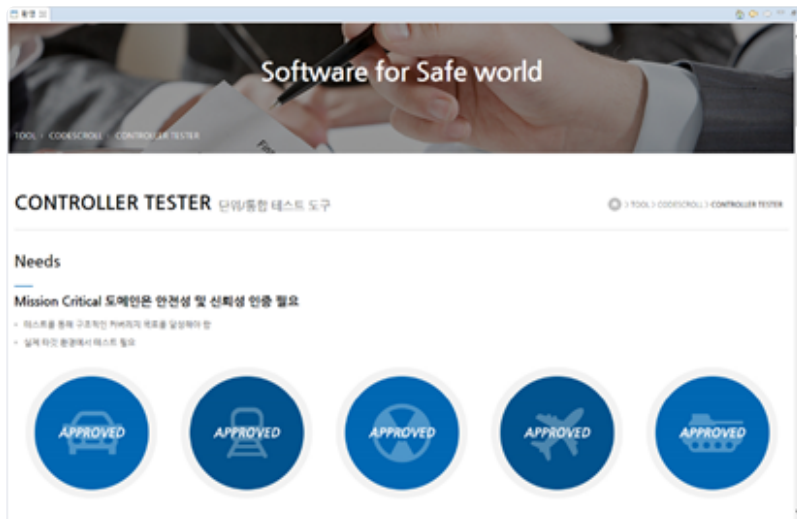 환영
Software for Safe world
TOOL > CODESCROLL > CONTROLLER TESTER
CONTROLLER TESTER 단위/통합 테스트 도구
> TOOL > CODESCROLL > CONTROLLER TESTER
Needs
Mission Critical 도메인은 안전성 및 신뢰성 인증 필요
테스트를 통해 구조적인 커버리지 목표를 달성해야 함
실제 타깃 환경에서 테스트 필요
APPROVED
APPROVED
APPROVED
APPROVED
APPROVED